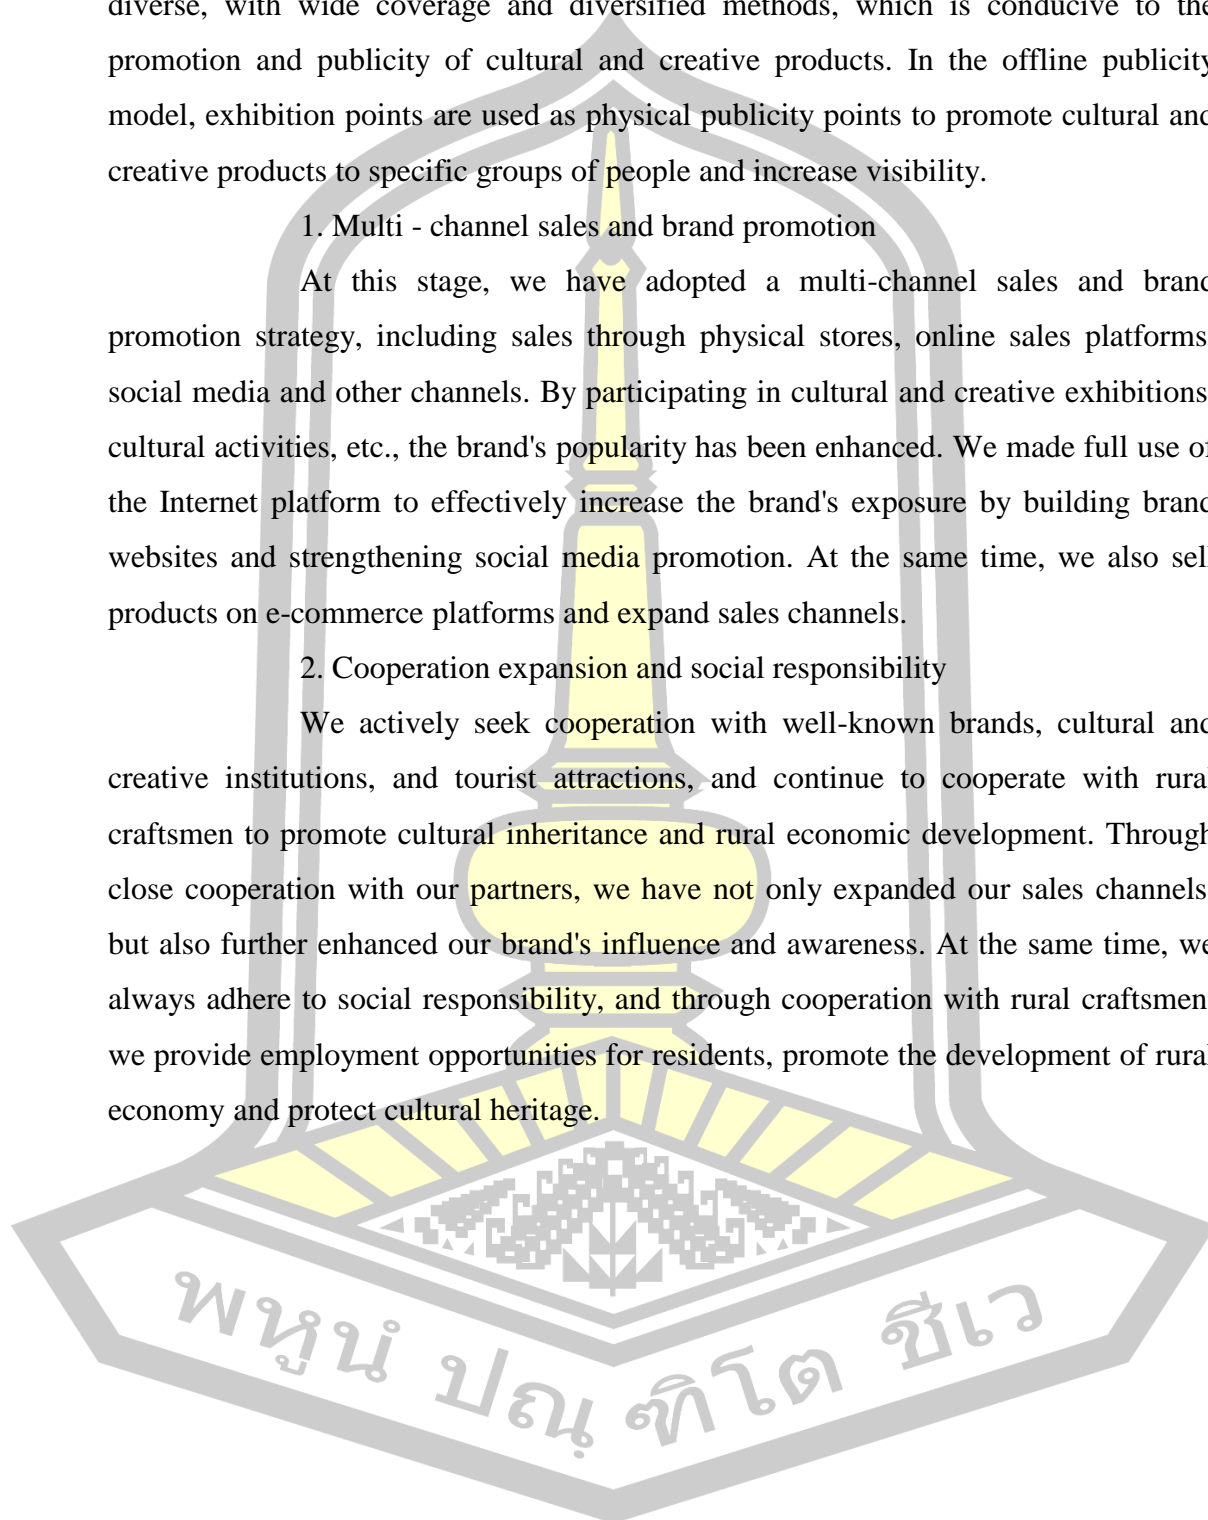 diverse, with wide coverage and diversified methods, which is conducive to the
promotion and publicity of cultural and creative products. In the offline publicity
model, exhibition points are used as physical publicity points to promote cultural and
creative products to specific groups of people and increase visibility.
1. Multi - channel sales and brand promotion
At this stage, we have adopted a multi-channel sales and brand
promotion strategy, including sales through physical stores, online sales platforms,
social media and other channels. By participating in cultural and creative exhibitions,
cultural activities, etc., the brand's popularity has been enhanced. We made full use of
the Internet platform to effectively increase the brand's exposure by building brand
websites and strengthening social media promotion. At the same time, we also sell
products on e-commerce platforms and expand sales channels.
2. Cooperation expansion and social responsibility
We actively seek cooperation with well-known brands, cultural and
creative institutions, and tourist attractions, and continue to cooperate with rural
craftsmen to promote cultural inheritance and rural economic development. Through
close cooperation with our partners, we have not only expanded our sales channels,
but also further enhanced our brand's influence and awareness. At the same time, we
always adhere to social responsibility, and through cooperation with rural craftsmen,
we provide employment opportunities for residents, promote the development of rural
economy and protect cultural heritage.
พหูนํ ปณฺ ฑิโต ชีเว